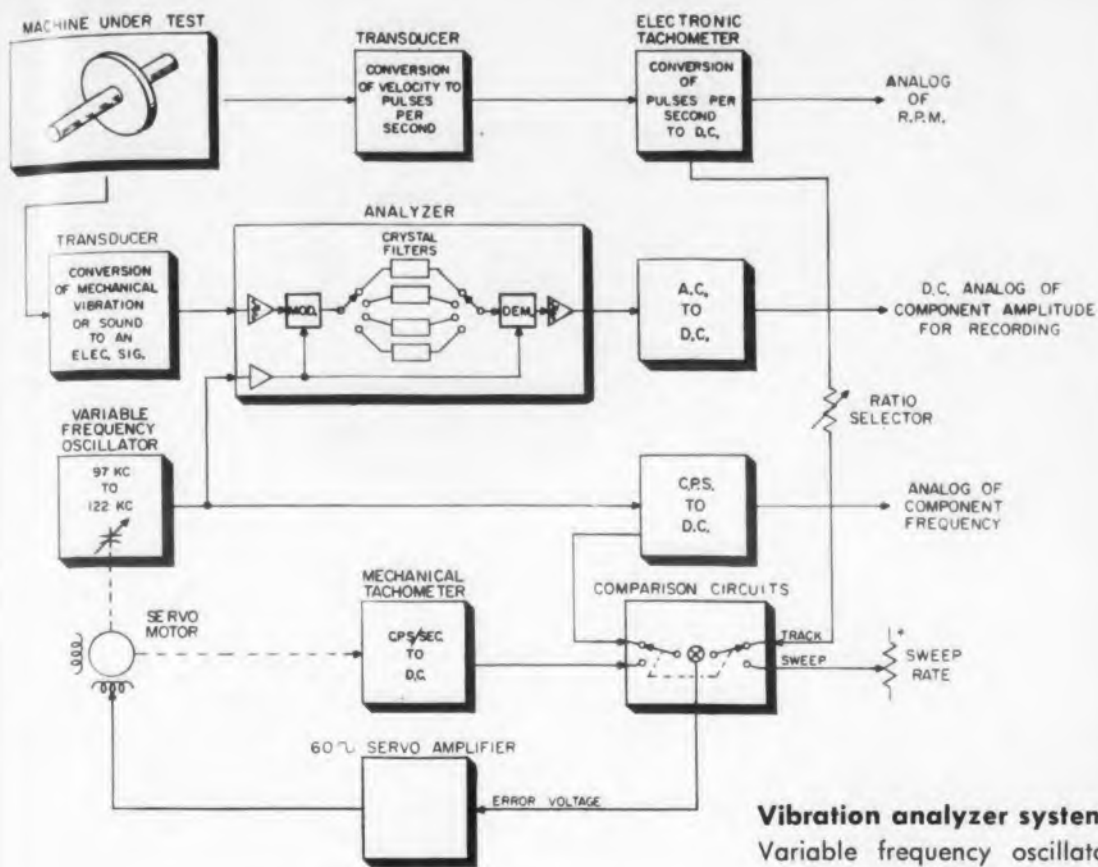 MACHINE UNDER TEST
TRANSDUCER
CONVERSION
OF VELOCITY TO
PULSES
PER
SECOND
ELECTRONIC
TACHOMETER
CONVERSION
OF
PULSES PER
SECOND
TO D.C.
ANALOG
OF
R.P.M.
TRANSDUCER
CONVERSION
OF MECHANICAL
VIBRATION
OR SOUND
TO AN
ELEC. SIG.
ANALYZER
CRYSTAL
FILTERS
MOD.
DEM.
A.C.
TO
D.C.
D.C. ANALOG OF
COMPONENT AMPLITUDE
FOR RECORDING
RATIO
SELECTOR
VARIABLE
FREQUENCY
OSCILLATOR
97 KC
TO
122 KC
C.P.S.
TO
D.C.
ANALOG OF
COMPONENT
FREQUENCY
SERVO
MOTOR
MECHANICAL
TACHOMETER
CPS/SEC
TO
D.C.
COMPARISON CIRCUITS
TRACK
SWEEP
+
SWEEP
RATE
60~ SERVO AMPLIFIER
ERROR VOLTAGE
Vibration analyzer system
Variable frequency oscillato